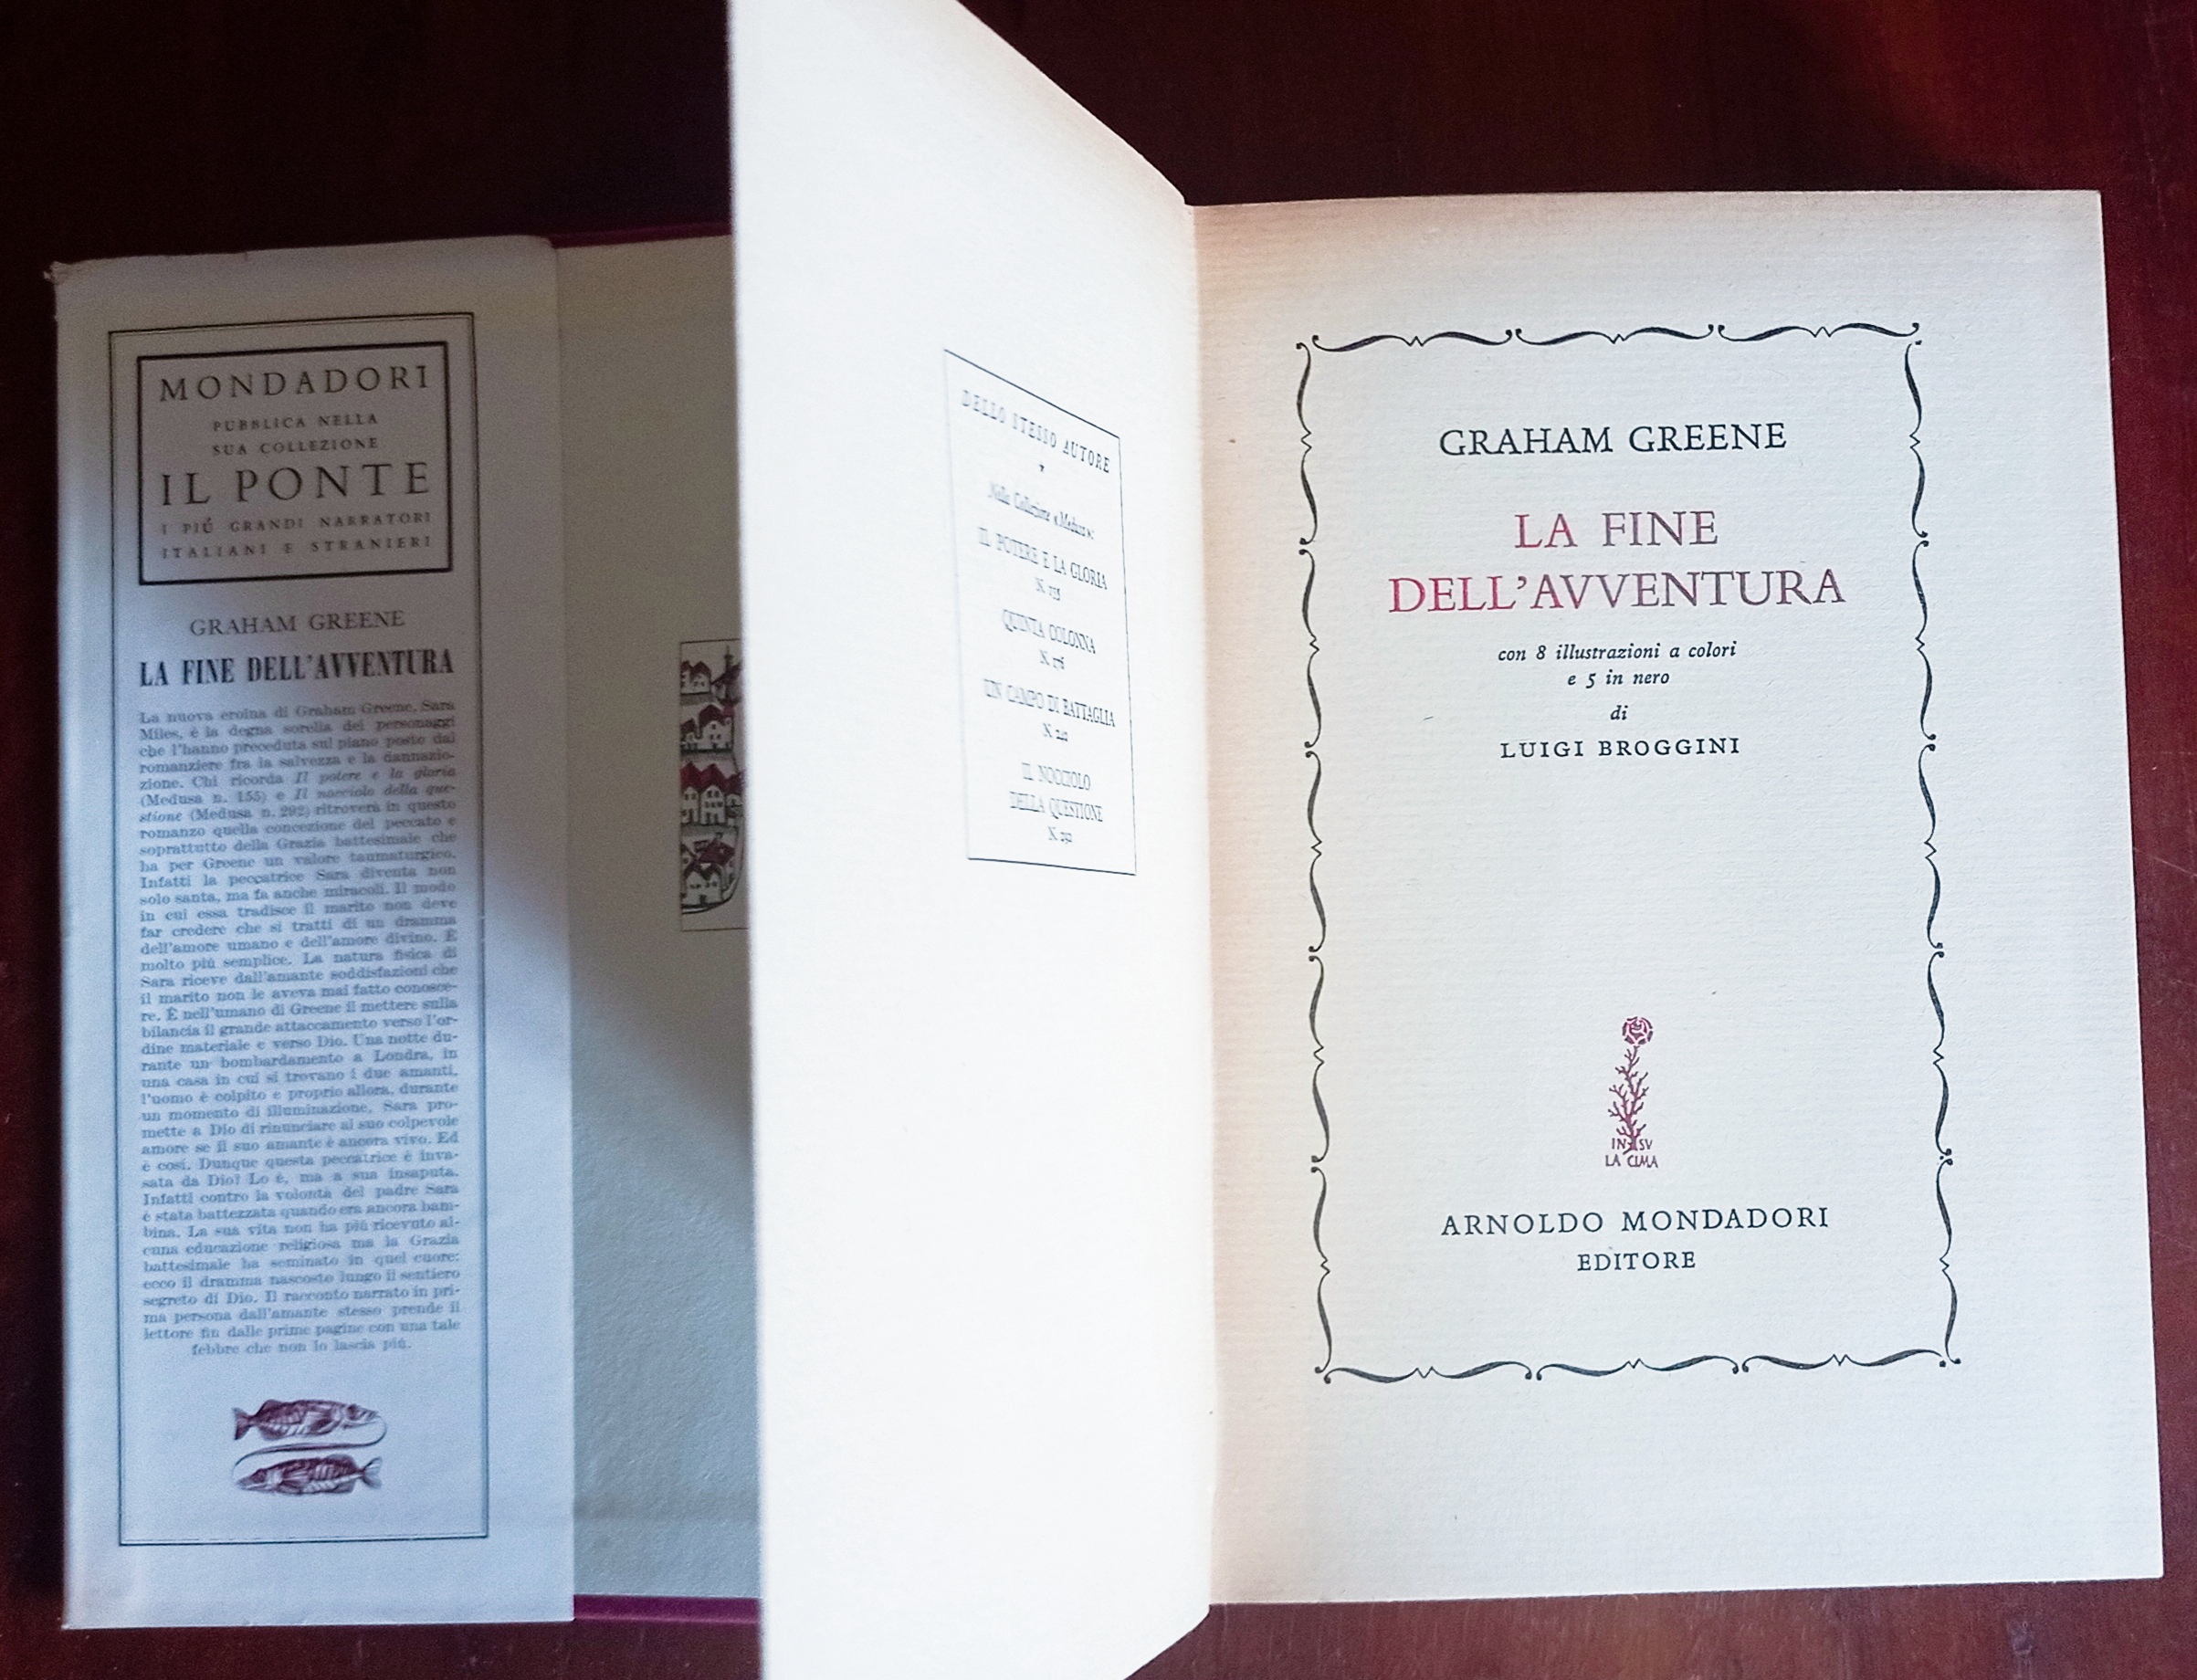 MONDADORI
PUBBLICA NELLA
SUA COLLEZIONE
IL PONTE
I PIÚ GRANDI NARRATORI
ITALIANI E STRANIERI
GRAHAM GREENE
LA FINE DELL'AVVENTURA
La nuova eroina di Graham Greene, Sara
Miles, è la degna sorella dei personaggi
che l'hanno preceduta sul piano posto dal
romanziere fra la salvezza e la dannazio-
zione. Chi ricorda Il potere e la gloria
(Medusa n. 155) e Il nocciolo della que-
stione (Medusa n. 292) ritroverà in questo
romanzo quella concezione del peccato e
soprattutto della Grazia battesimale che
ha per Greene un valore taumaturgico.
Infatti la peccatrice Sara diventa non
solo santa, ma fa anche miracoli. Il modo
in cui essa tradisce il marito non deve
far credere che si tratti di un dramma
dell'amore umano e dell'amore divino. È
molto più semplice. La natura fisica di
Sara riceve dall'amante soddisfazioni che
il marito non le aveva mai fatto conosce-
re. È nell'umano di Greene il mettere sulla
bilancia il grande attaccamento verso l'or-
dine materiale e verso Dio. Una notte du-
rante un bombardamento a Londra, in
una casa in cui si trovano i due amanti,
l'uomo è colpito e proprio allora, durante
un momento di illuminazione, Sara pro-
mette a Dio di rinunciare al suo colpevole
amore se il suo amante è ancora vivo. Ed
è così. Dunque questa peccatrice è inva-
sata da Dio? Lo è, ma a sua insaputa.
Infatti contro la volontà del padre Sara
è stata battezzata quando era ancora bam-
bina. La sua vita non ha più ricevuto al-
cuna educazione religiosa ma la Grazia
battesimale ha seminato in quel cuore:
ecco il dramma nascosto lungo il sentiero
segreto di Dio. Il racconto narrato in pri-
ma persona dall'amante stesso prende il
lettore fin dalle prime pagine con una tale
febbre che non lo lascia più.
DELLO STESSO AUTORE
Nella Collezione «Medusa»:
IL POTERE E LA GLORIA
N. 155
QUINTA COLONNA
N. 176
UN CAMPO DI BATTAGLIA
N. 242
IL NOCCIOLO
DELLA QUESTIONE
N. 292
GRAHAM GREENE
LA FINE
DELL'AVVENTURA
con 8 illustrazioni a colori
e 5 in nero
di
LUIGI BROGGINI
IN SV
LA CIMA
ARNOLDO MONDADORI
EDITORE